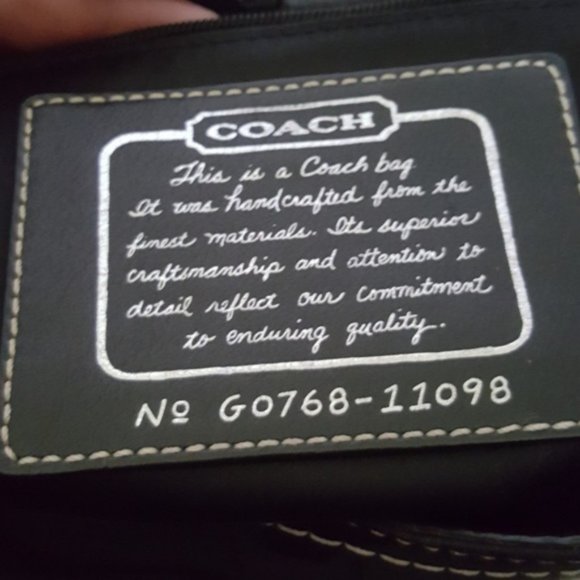 COACH
This is a Coach bag
It was handcrafted from the
finest materials. Its superior
craftsmanship and attention to
detail reflect our commitment
to enduring quality.
Nº G0768-11098